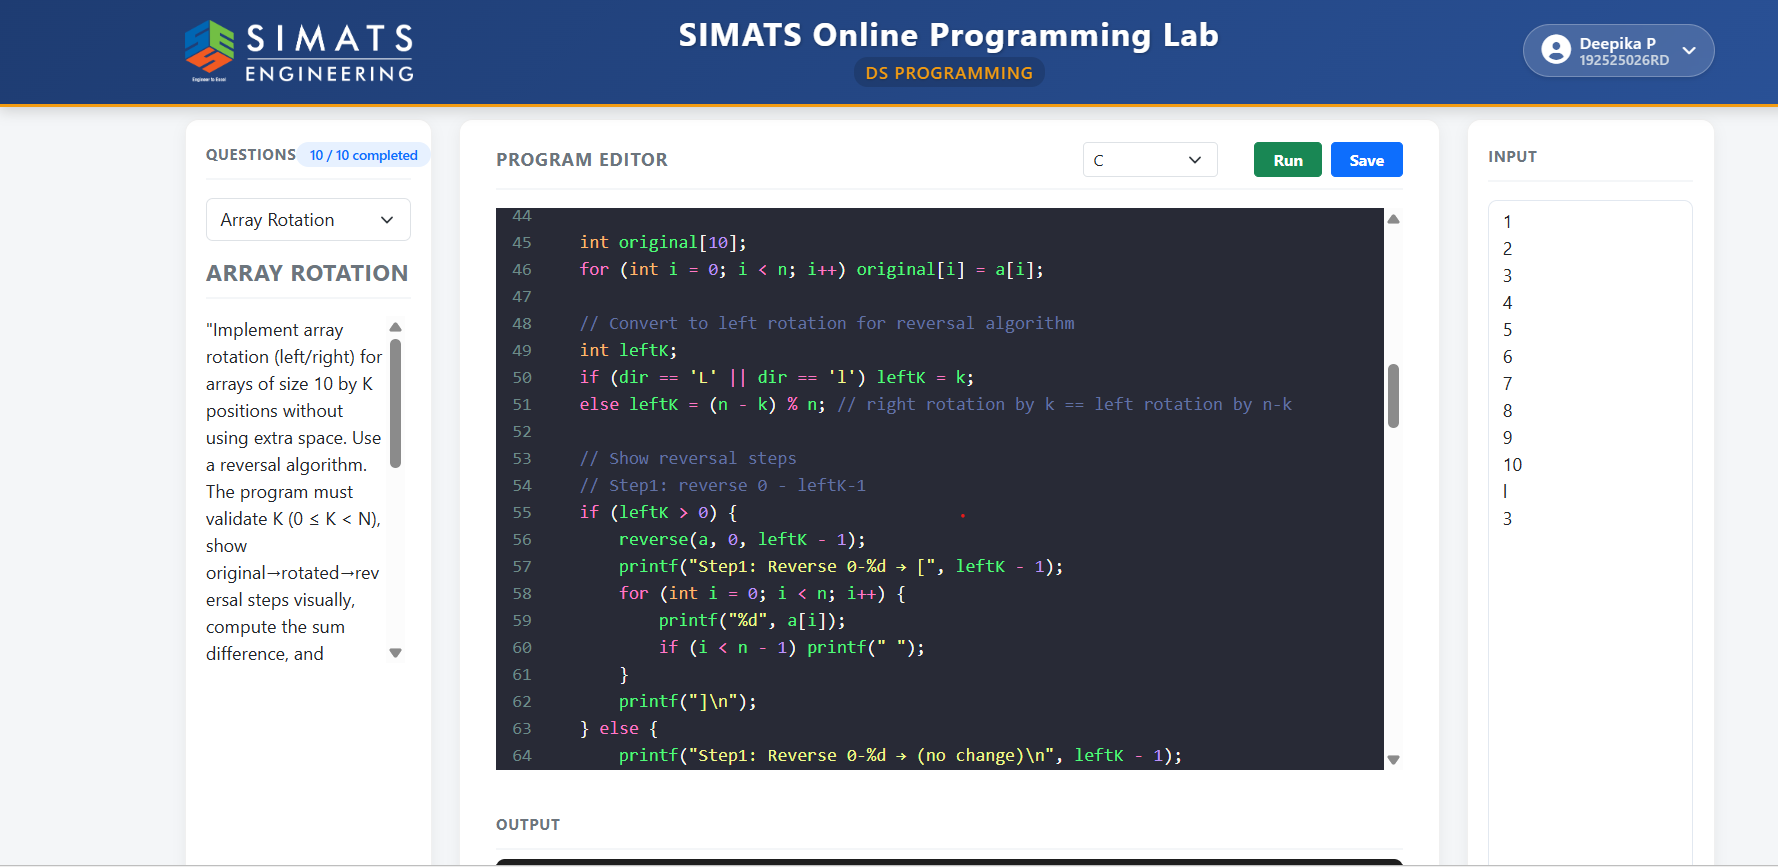 SIMATS
ENGINEERING
Engineer to Excel
SIMATS Online Programming Lab
DS PROGRAMMING
Deepika P
192525026RD
QUESTIONS
10 / 10 completed
Array Rotation
ARRAY ROTATION
"Implement array
rotation (left/right) for
arrays of size 10 by K
positions without
using extra space. Use
a reversal algorithm.
The program must
validate K (0 ≤ K < N),
show
original→rotated→rev
ersal steps visually,
compute the sum
difference, and
PROGRAM EDITOR
C
Run
Save
44
45 int original[10];
46 for (int i = 0; i < n; i++) original[i] = a[i];
47
48 // Convert to left rotation for reversal algorithm
49 int leftK;
50 if (dir == 'L' || dir == 'l') leftK = k;
51 else leftK = (n - k) % n; // right rotation by k == left rotation by n-k
52
53 // Show reversal steps
54 // Step1: reverse 0 - leftK-1
55 if (leftK > 0) {
56 reverse(a, 0, leftK - 1);
57 printf("Step1: Reverse 0-%d → [", leftK - 1);
58 for (int i = 0; i < n; i++) {
59 printf("%d", a[i]);
60 if (i < n - 1) printf(" ");
61 }
62 printf("]\n");
63 } else {
64 printf("Step1: Reverse 0-%d → (no change)\n", leftK - 1);
OUTPUT
INPUT
1
2
3
4
5
6
7
8
9
10
l
3